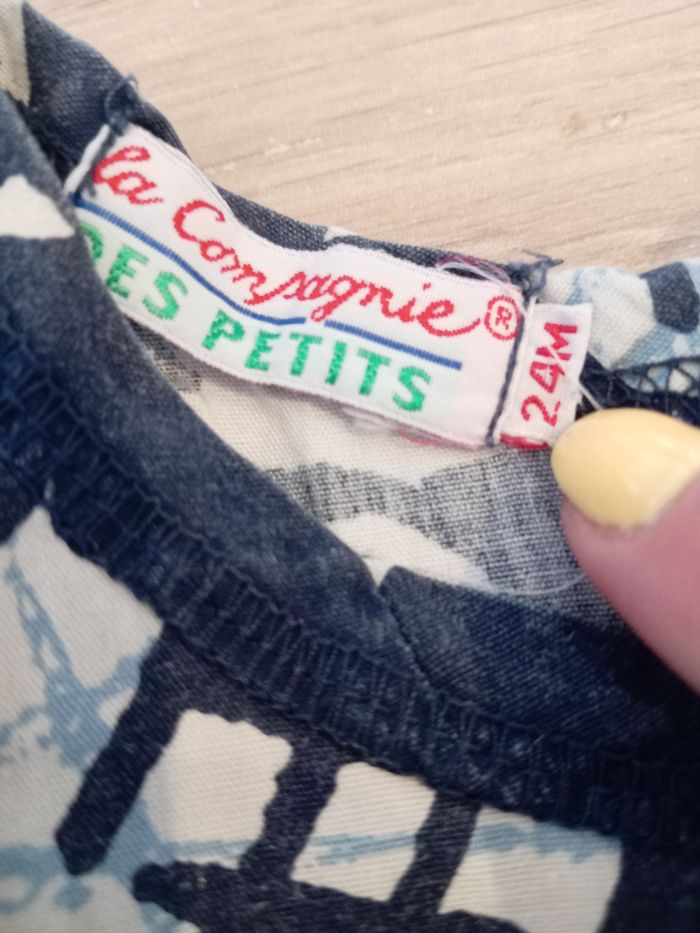 la Compagnie®
DES PETITS
24M